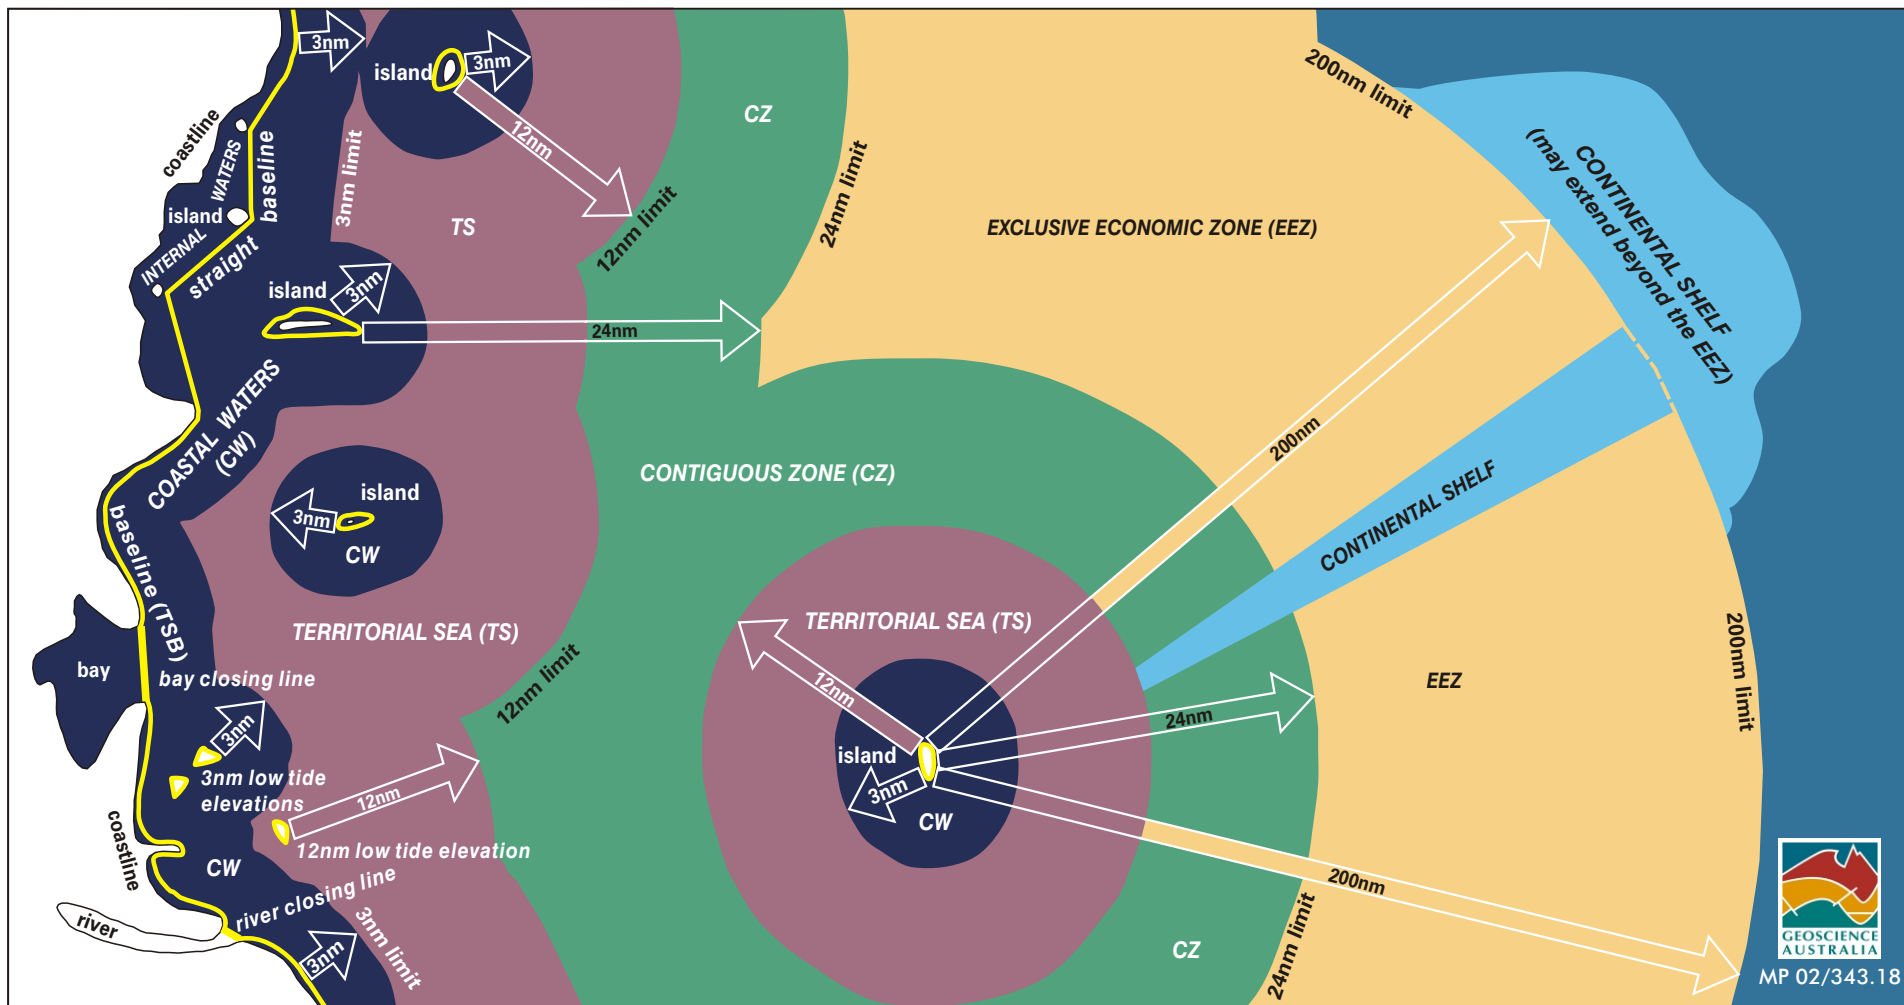 3nm
island
3nm
12nm
CZ
200nm limit
coastline
WATERS
INTERNAL
baseline
straight
3nm limit
island
TS
12nm limit
24nm limit
EXCLUSIVE ECONOMIC ZONE (EEZ)
CONTINENTAL SHELF
(may extend beyond the EEZ)
island
3nm
24nm
COASTAL WATERS
(CW)
200nm
CONTIGUOUS ZONE (CZ)
CONTINENTAL SHELF
island
3nm
CW
baseline (TSB)
TERRITORIAL SEA (TS)
TERRITORIAL SEA (TS)
12nm limit
200nm limit
bay
bay closing line
12nm
EEZ
24nm
3nm
island
3nm
CW
3nm low tide
elevations
12nm
12nm low tide elevation
coastline
CW
river closing line
200nm
river
3nm limit
3nm
CZ
24nm limit
GEOSCIENCE
AUSTRALIA
MP 02/343.18